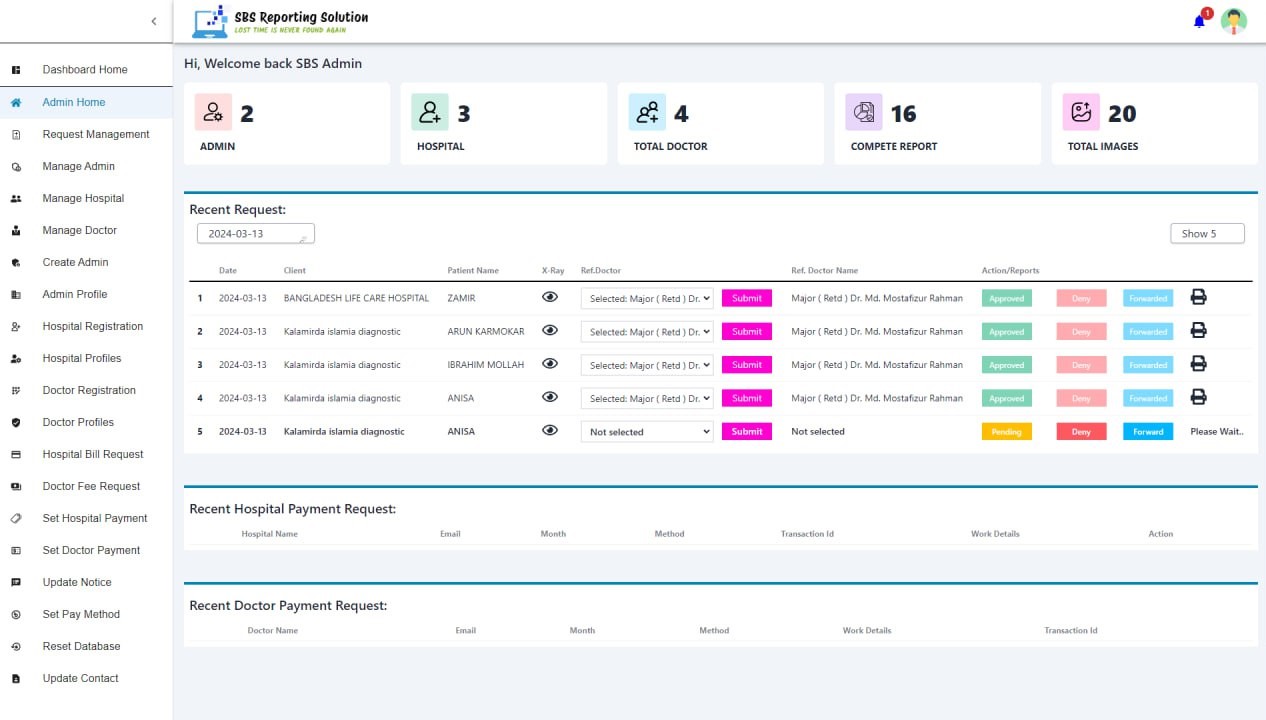 SBS Reporting Solution
LOST TIME IS NEVER FOUND AGAIN
1
Dashboard Home
Admin Home
Request Management
Manage Admin
Manage Hospital
Manage Doctor
Create Admin
Admin Profile
Hospital Registration
Hospital Profiles
Doctor Registration
Doctor Profiles
Hospital Bill Request
Doctor Fee Request
Set Hospital Payment
Set Doctor Payment
Update Notice
Set Pay Method
Reset Database
Update Contact
Hi, Welcome back SBS Admin
2 3 4 16 20
ADMIN HOSPITAL TOTAL DOCTOR COMPETE REPORT TOTAL IMAGES
Recent Request:
2024-03-13 Show 5
Date Client Patient Name X-Ray Ref.Doctor Ref. Doctor Name Action/Reports
1 2024-03-13 BANGLADESH LIFE CARE HOSPITAL ZAMIR Selected: Major ( Retd ) Dr. Submit Major ( Retd ) Dr. Md. Mostafizur Rahman Approved Deny Forwarded
2 2024-03-13 Kalamirda islamia diagnostic ARUN KARMOKAR Selected: Major ( Retd ) Dr. Submit Major ( Retd ) Dr. Md. Mostafizur Rahman Approved Deny Forwarded
3 2024-03-13 Kalamirda islamia diagnostic IBRAHIM MOLLAH Selected: Major ( Retd ) Dr. Submit Major ( Retd ) Dr. Md. Mostafizur Rahman Approved Deny Forwarded
4 2024-03-13 Kalamirda islamia diagnostic ANISA Selected: Major ( Retd ) Dr. Submit Major ( Retd ) Dr. Md. Mostafizur Rahman Approved Deny Forwarded
5 2024-03-13 Kalamirda islamia diagnostic ANISA Not selected Submit Not selected Pending Deny Forward Please Wait..
Recent Hospital Payment Request:
Hospital Name Email Month Method Transaction Id Work Details Action
Recent Doctor Payment Request:
Doctor Name Email Month Method Work Details Transaction Id